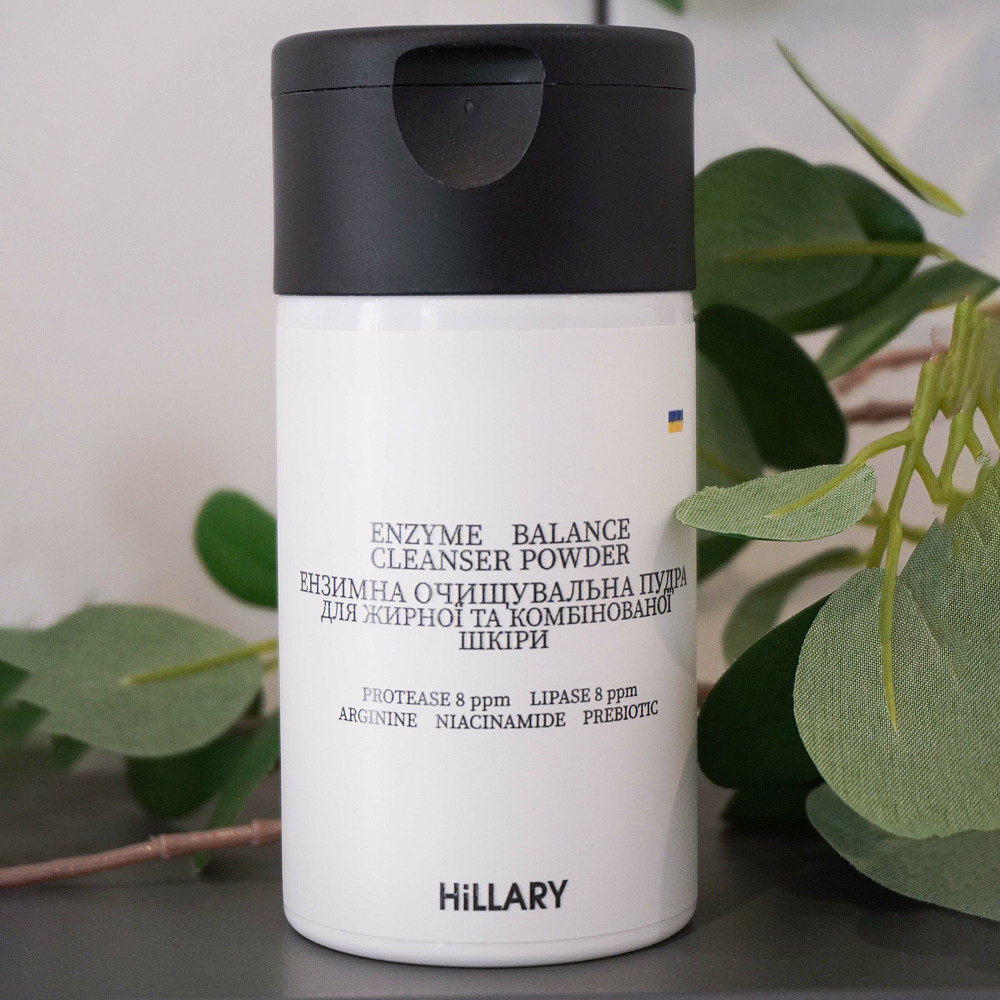 ENZYME BALANCE
CLEANSER POWDER
ЕНЗИМНА ОЧИЩУВАЛЬНА ПУДРА
ДЛЯ ЖИРНОЇ ТА КОМБІНОВАНОЇ
ШКІРИ
PROTEASE 8 ppm LIPASE 8 ppm
ARGININE NIACINAMIDE PREBIOTIC
HiLLARY